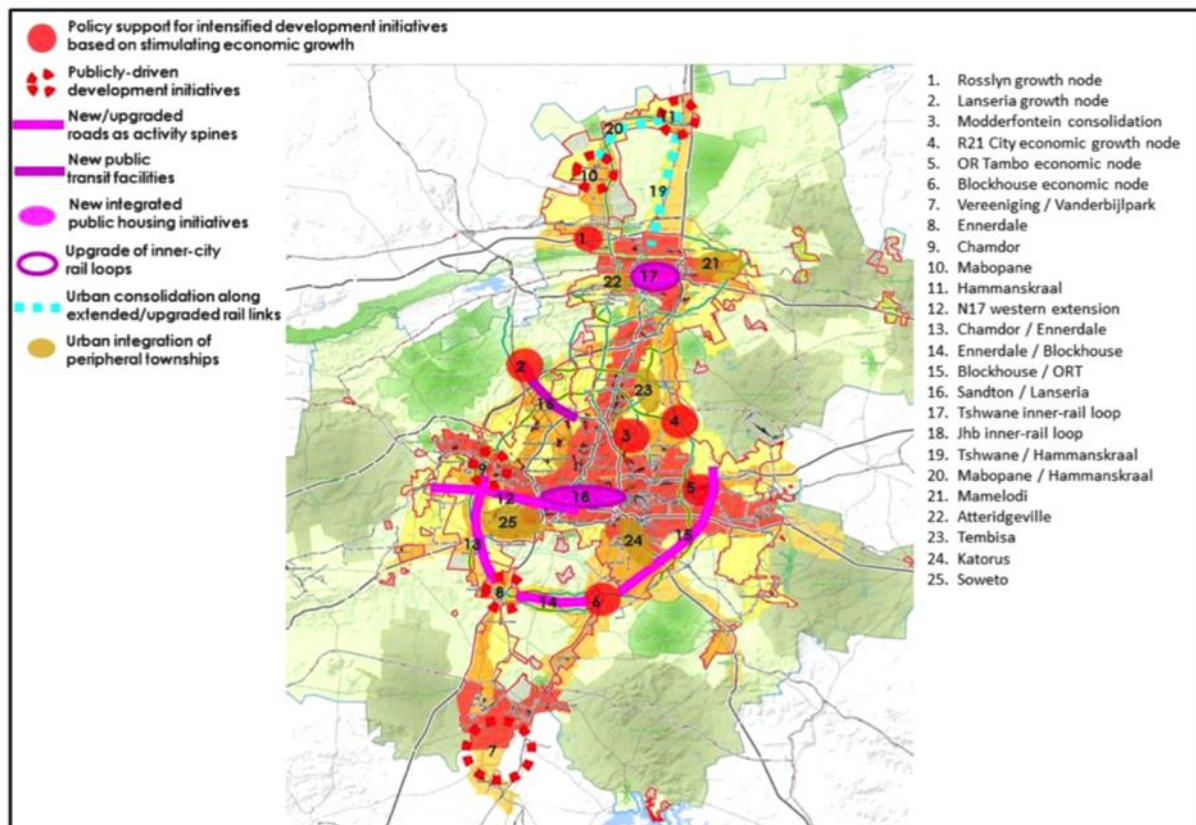 Policy support for intensified development initiatives
based on stimulating economic growth
Publicly-driven
development initiatives
New/upgraded
roads as activity spines
New public
transit facilities
New integrated
public housing initiatives
Upgrade of inner-city
rail loops
Urban consolidation along
extended/upgraded rail links
Urban integration of
peripheral townships
11
20
10
19
1
21
17
22
2
23
16
4
3
9
5
12
18
25
24
13
15
8
14
6
7
1. Rosslyn growth node
2. Lanseria growth node
3. Modderfontein consolidation
4. R21 City economic growth node
5. OR Tambo economic node
6. Blockhouse economic node
7. Vereeniging / Vanderbijlpark
8. Ennerdale
9. Chamdor
10. Mabopane
11. Hammanskraal
12. N17 western extension
13. Chamdor / Ennerdale
14. Ennerdale / Blockhouse
15. Blockhouse / ORT
16. Sandton / Lanseria
17. Tshwane inner-rail loop
18. Jhb inner-rail loop
19. Tshwane / Hammanskraal
20. Mabopane / Hammanskraal
21. Mamelodi
22. Atteridgeville
23. Tembisa
24. Katorus
25. Soweto